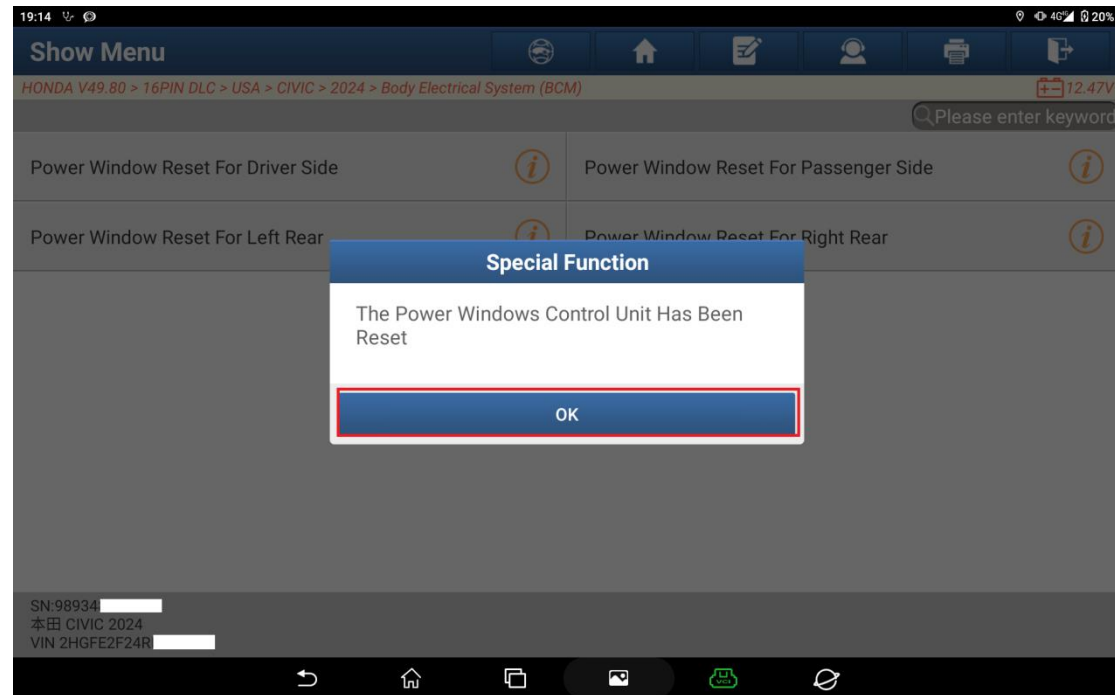 19:14 4G 20%
Show Menu
HONDA V49.80 > 16PIN DLC > USA > CIVIC > 2024 > Body Electrical System (BCM) 12.47V
Please enter keyword
Power Window Reset For Driver Side
Power Window Reset For Passenger Side
Power Window Reset For Left Rear
Power Window Reset For Right Rear
Special Function
The Power Windows Control Unit Has Been
Reset
OK
SN:98934
本田 CIVIC 2024
VIN 2HGFE2F24R
VCI